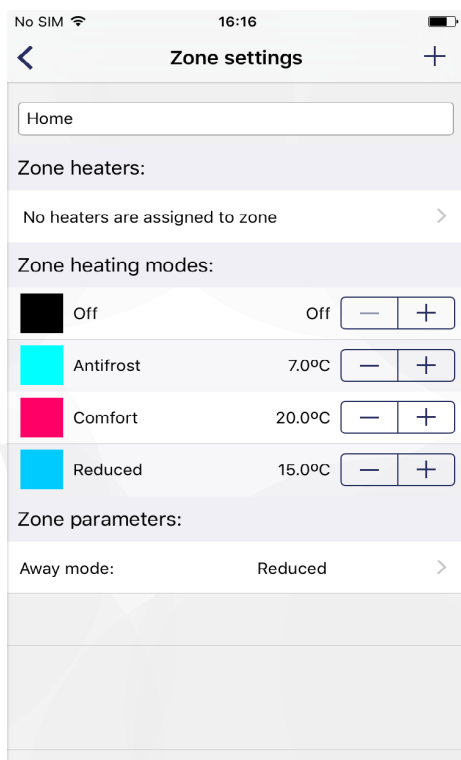 No SIM 16:16
Zone settings
Home
Zone heaters:
No heaters are assigned to zone
Zone heating modes:
Off Off
Antifrost 7.0ºC
Comfort 20.0ºC
Reduced 15.0ºC
Zone parameters:
Away mode: Reduced